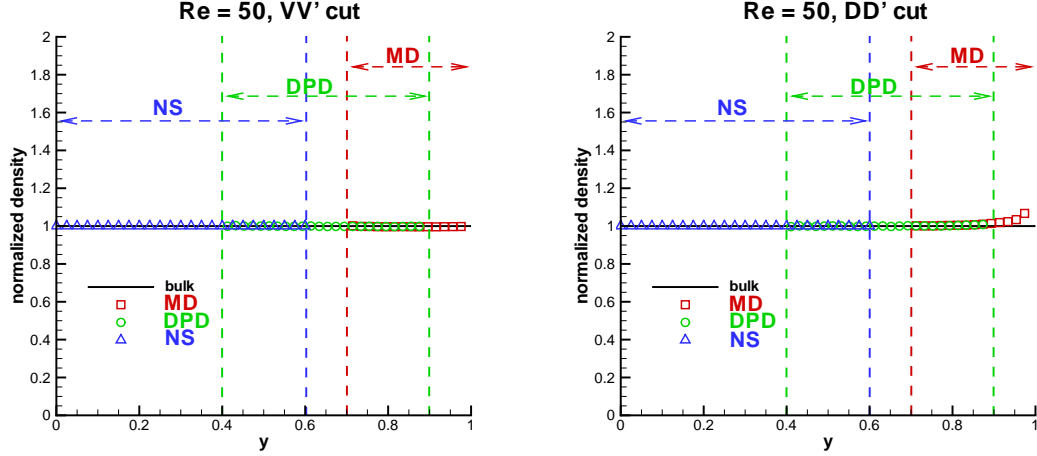 Re = 50, VV' cut
2
1.8
1.6
1.4
1.2
1
0.8
0.6
0.4
0.2
0
normalized density
MD
DPD
NS
bulk
MD
DPD
NS
0
0.2
0.4
0.6
0.8
1
y
Re = 50, DD' cut
2
1.8
1.6
1.4
1.2
1
0.8
0.6
0.4
0.2
0
normalized density
MD
DPD
NS
bulk
MD
DPD
NS
0
0.2
0.4
0.6
0.8
1
y